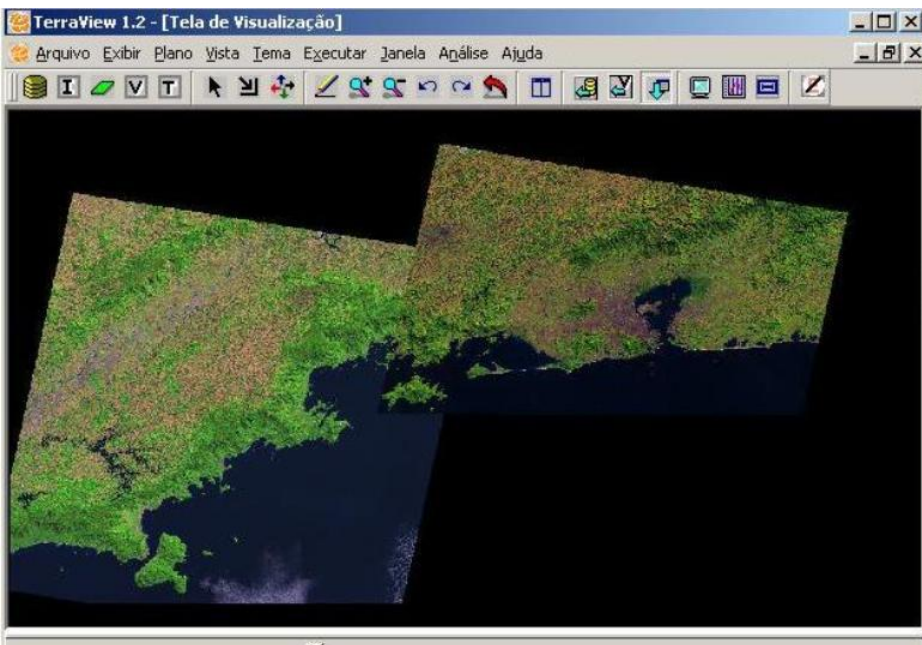 TerraView 1.2 - [Tela de Visualização]
Arquivo Exibir Plano Vista Tema Executar Janela Análise Ajuda
I V T